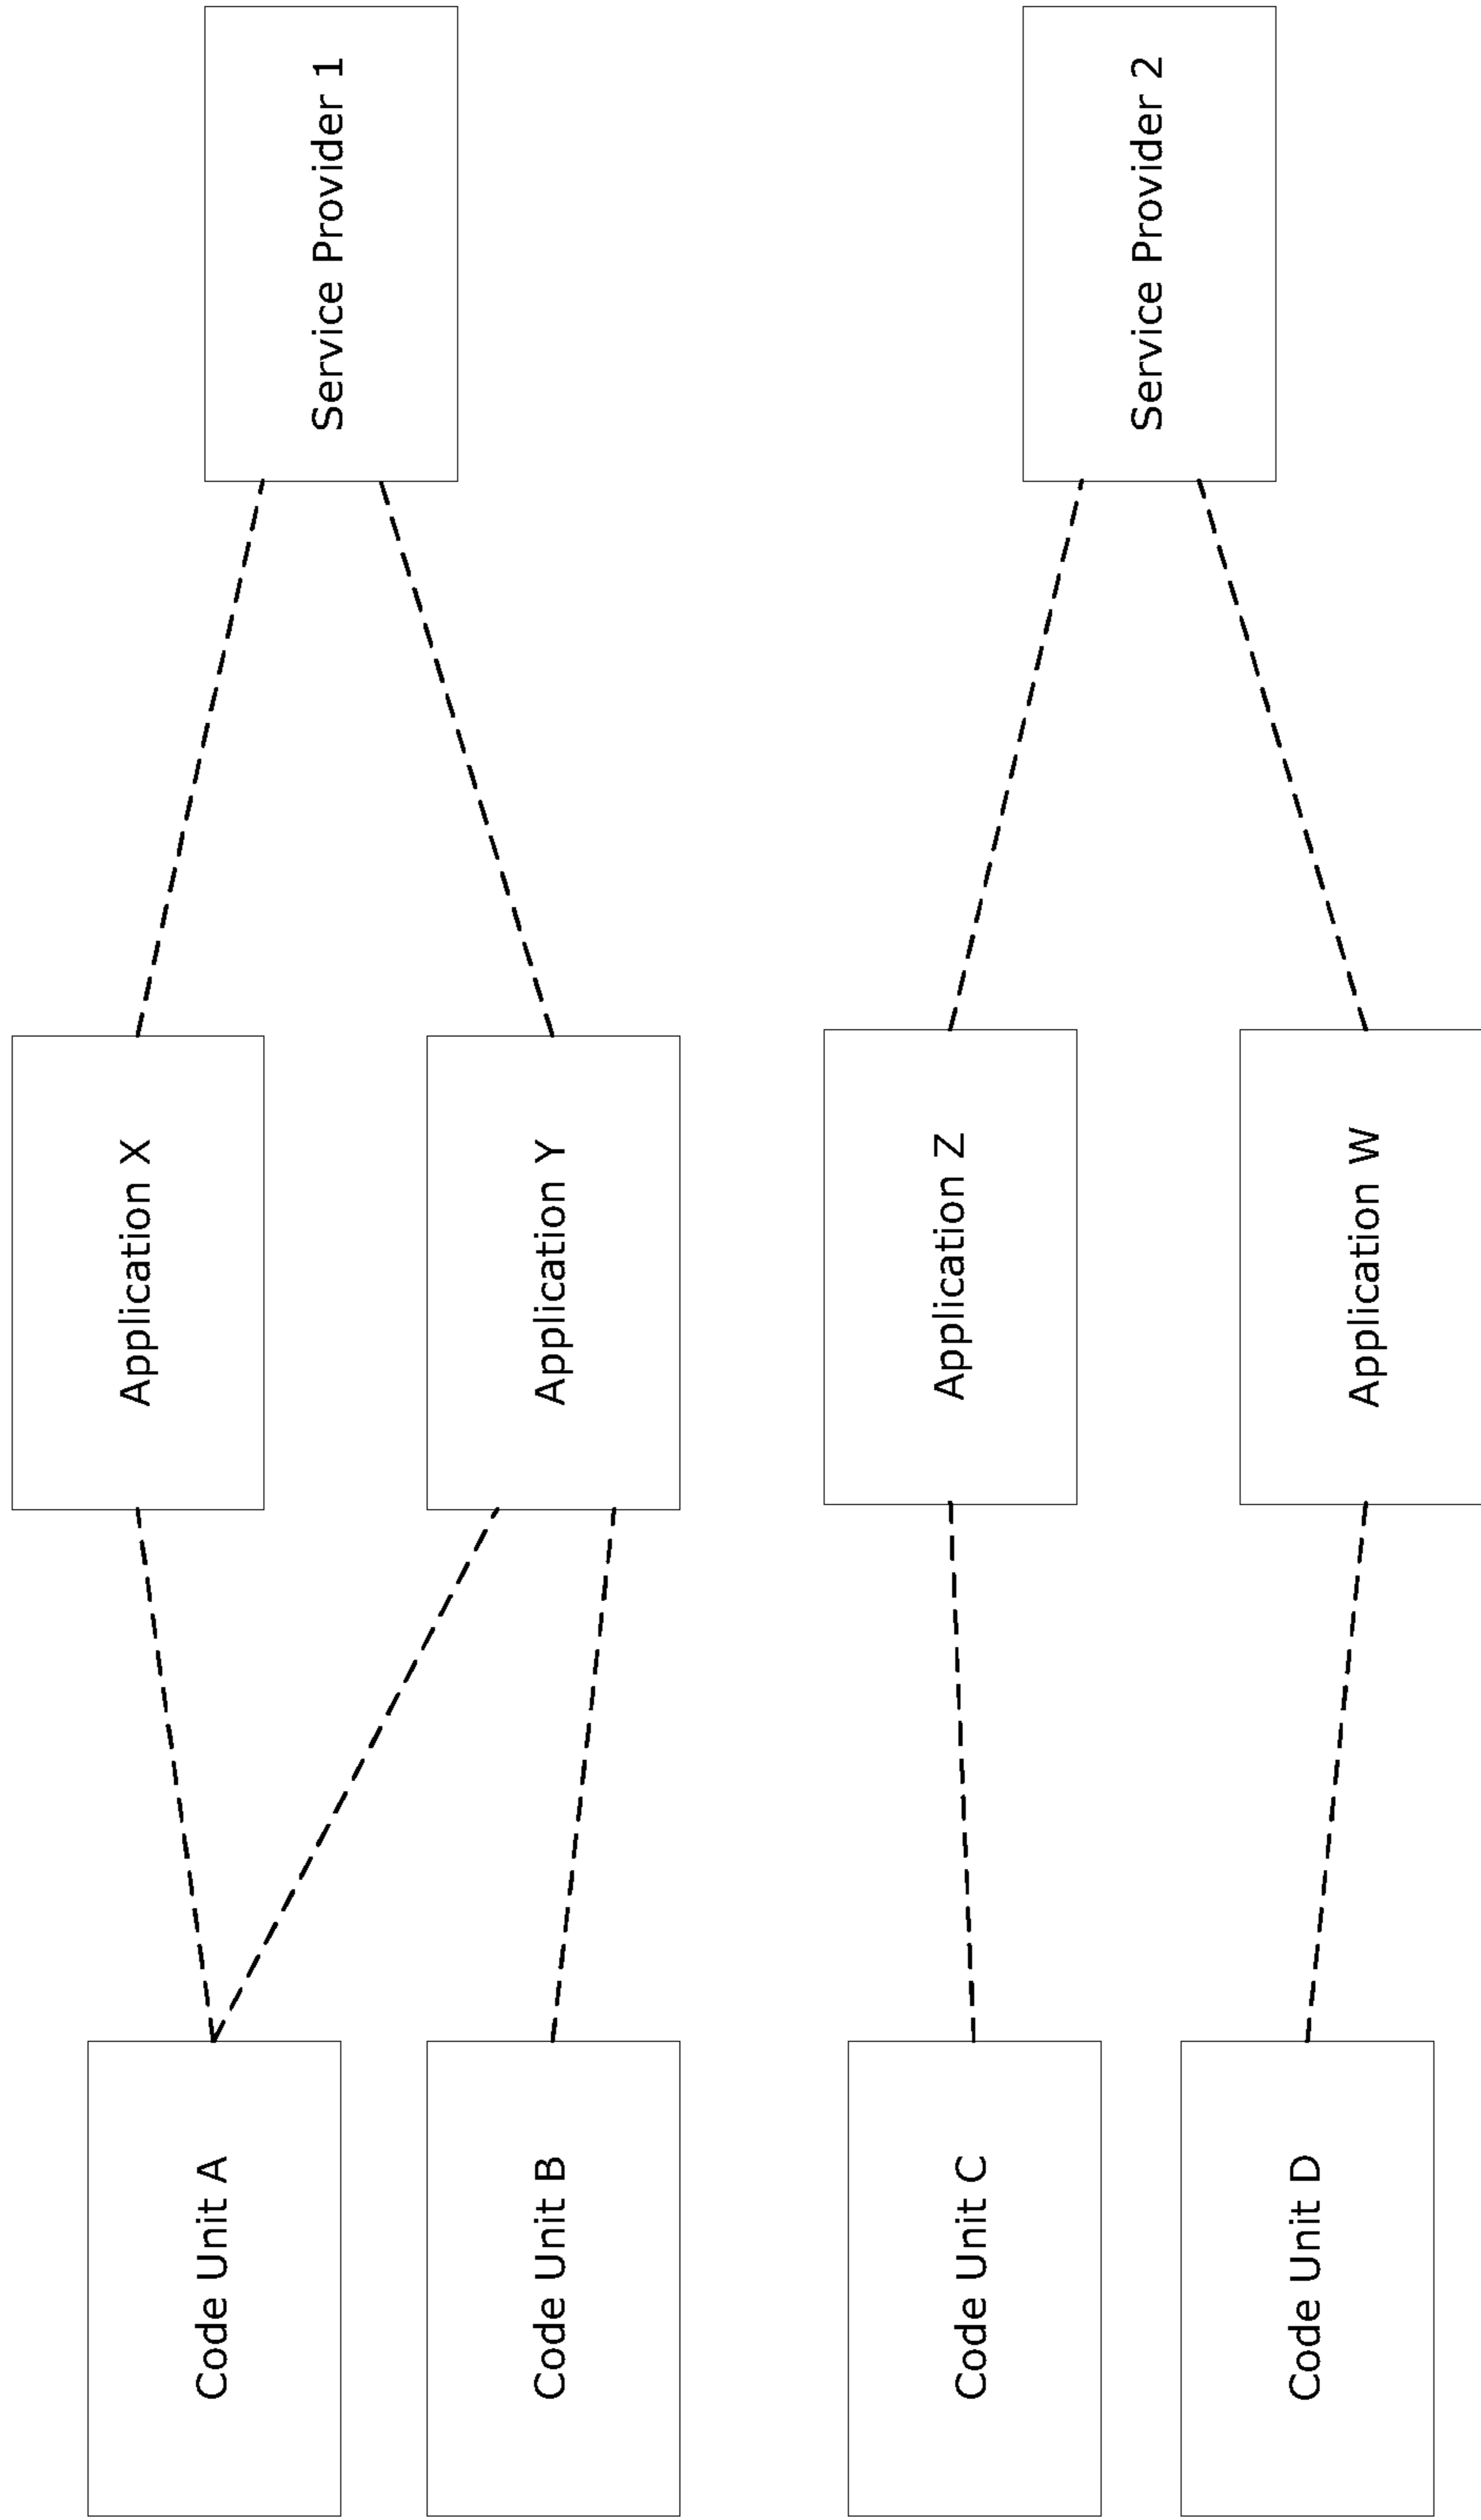 Service Provider 1
Service Provider 2
Application X
Application Y
Application Z
Application W
Code Unit A
Code Unit B
Code Unit C
Code Unit D